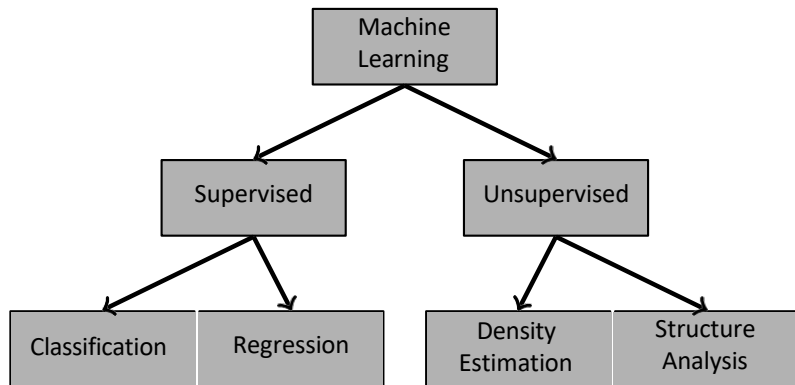 Machine
Learning
Supervised
Unsupervised
Classification
Regression
Density
Estimation
Structure
Analysis